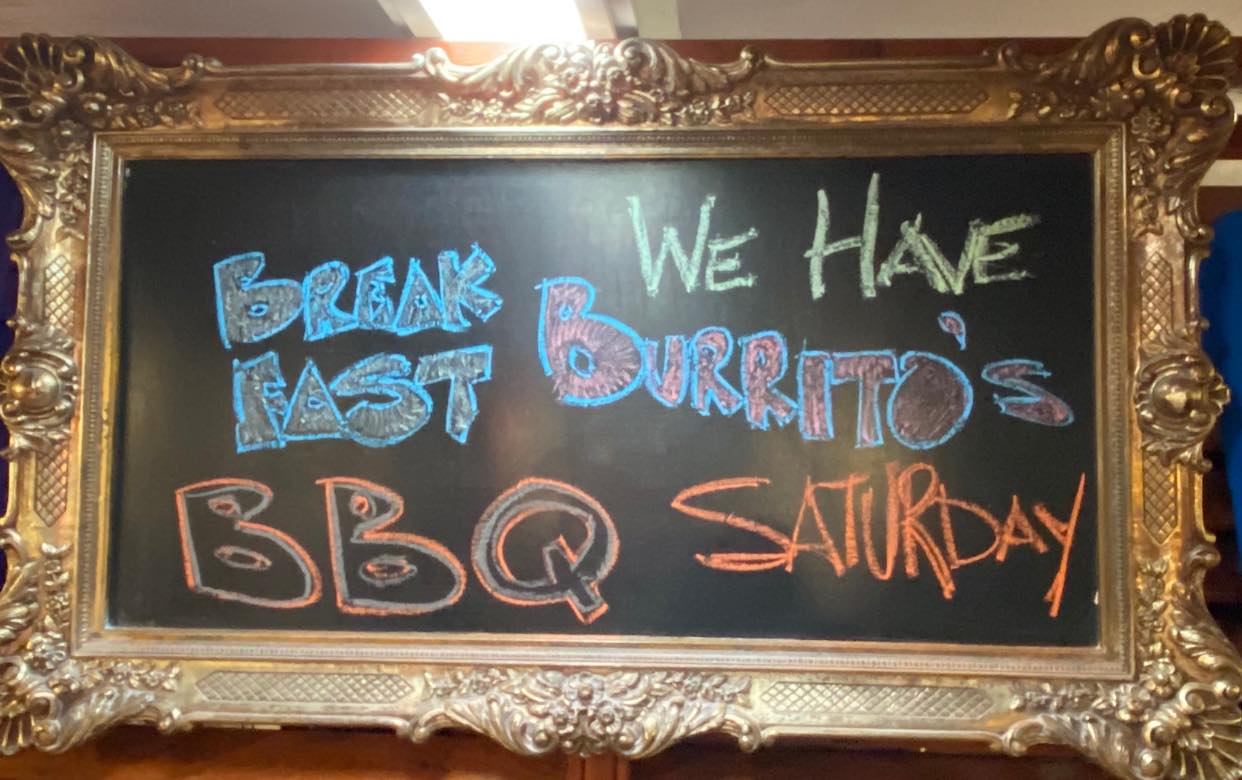 WE HAVE
BREAK
FAST
BURRITO'S
BBQ SATURDAY